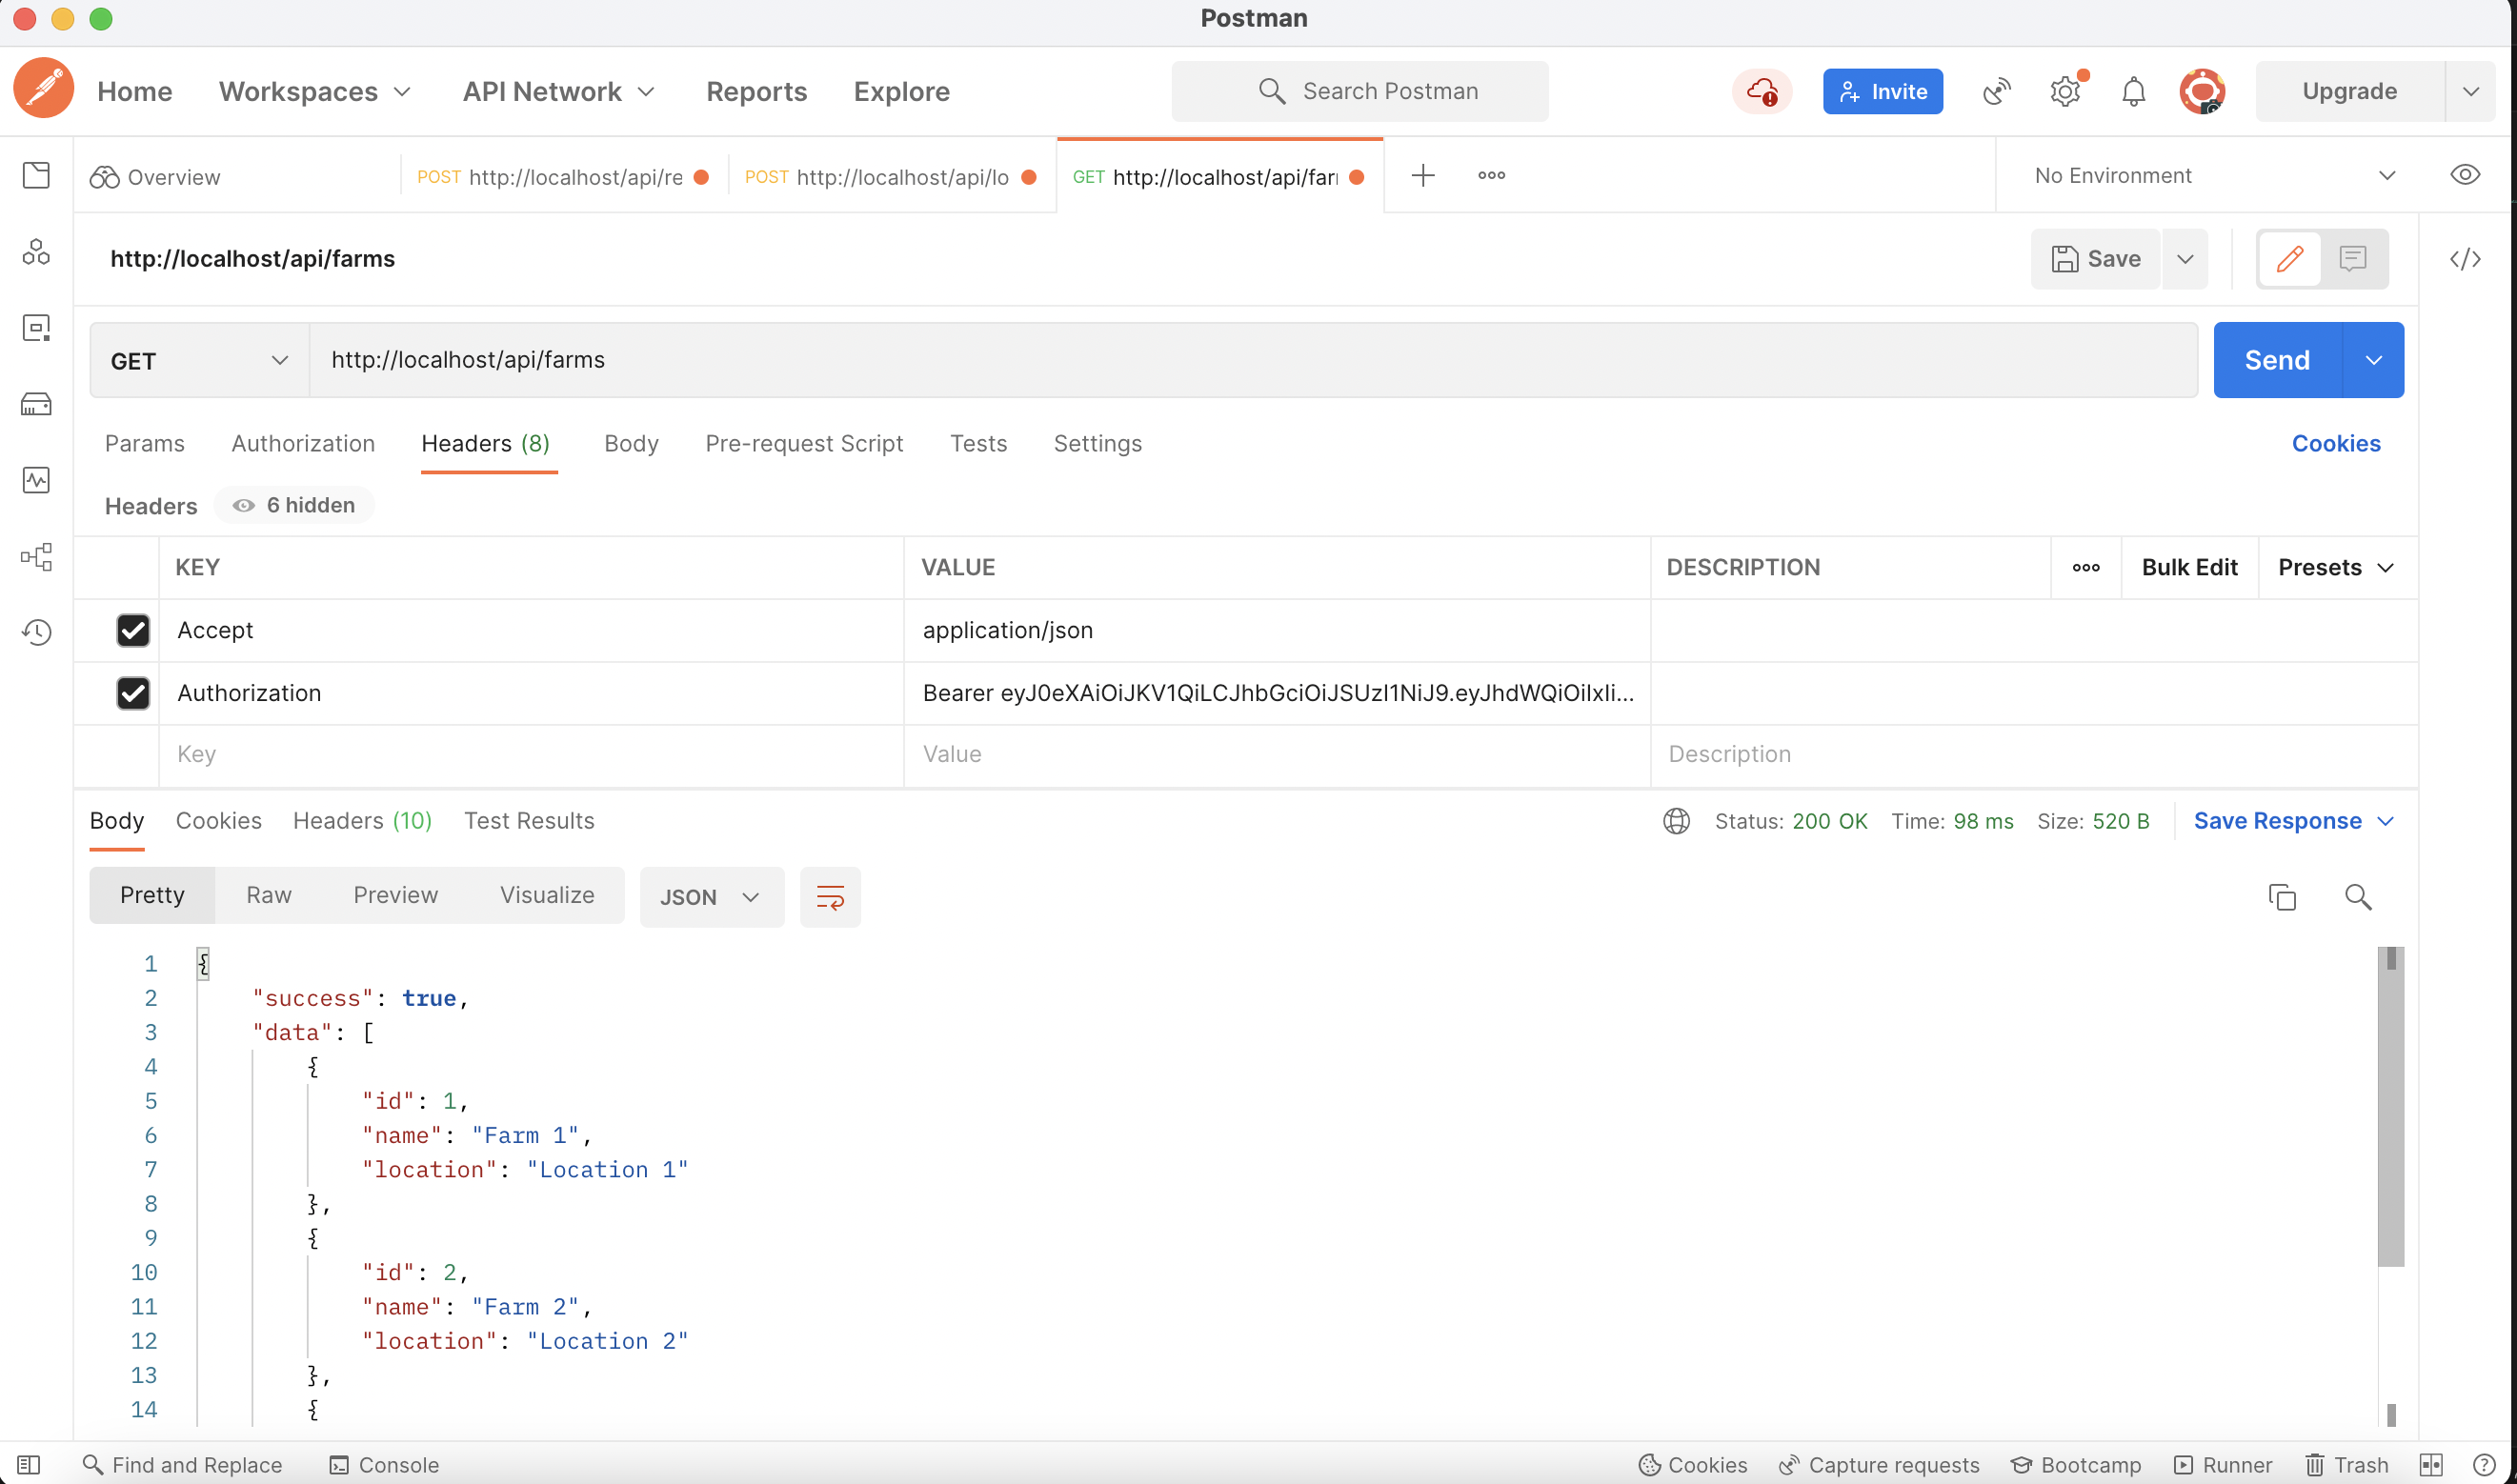 Postman
Home Workspaces API Network Reports Explore Search Postman Invite Upgrade
Overview POST http://localhost/api/re POST http://localhost/api/lo GET http://localhost/api/far No Environment
http://localhost/api/farms Save
GET http://localhost/api/farms Send
Params Authorization Headers (8) Body Pre-request Script Tests Settings Cookies
Headers 6 hidden
KEY VALUE DESCRIPTION Bulk Edit Presets
Accept application/json
Authorization Bearer eyJ0eXAiOiJKV1QiLCJhbGciOiJSUzI1NiJ9.eyJhdWQiOiIxIi...
Key Value Description
Body Cookies Headers (10) Test Results Status: 200 OK Time: 98 ms Size: 520 B Save Response
Pretty Raw Preview Visualize JSON
1 {
2 "success": true,
3 "data": [
4 {
5 "id": 1,
6 "name": "Farm 1",
7 "location": "Location 1"
8 },
9 {
10 "id": 2,
11 "name": "Farm 2",
12 "location": "Location 2"
13 },
14 {
Find and Replace Console Cookies Capture requests Bootcamp Runner Trash